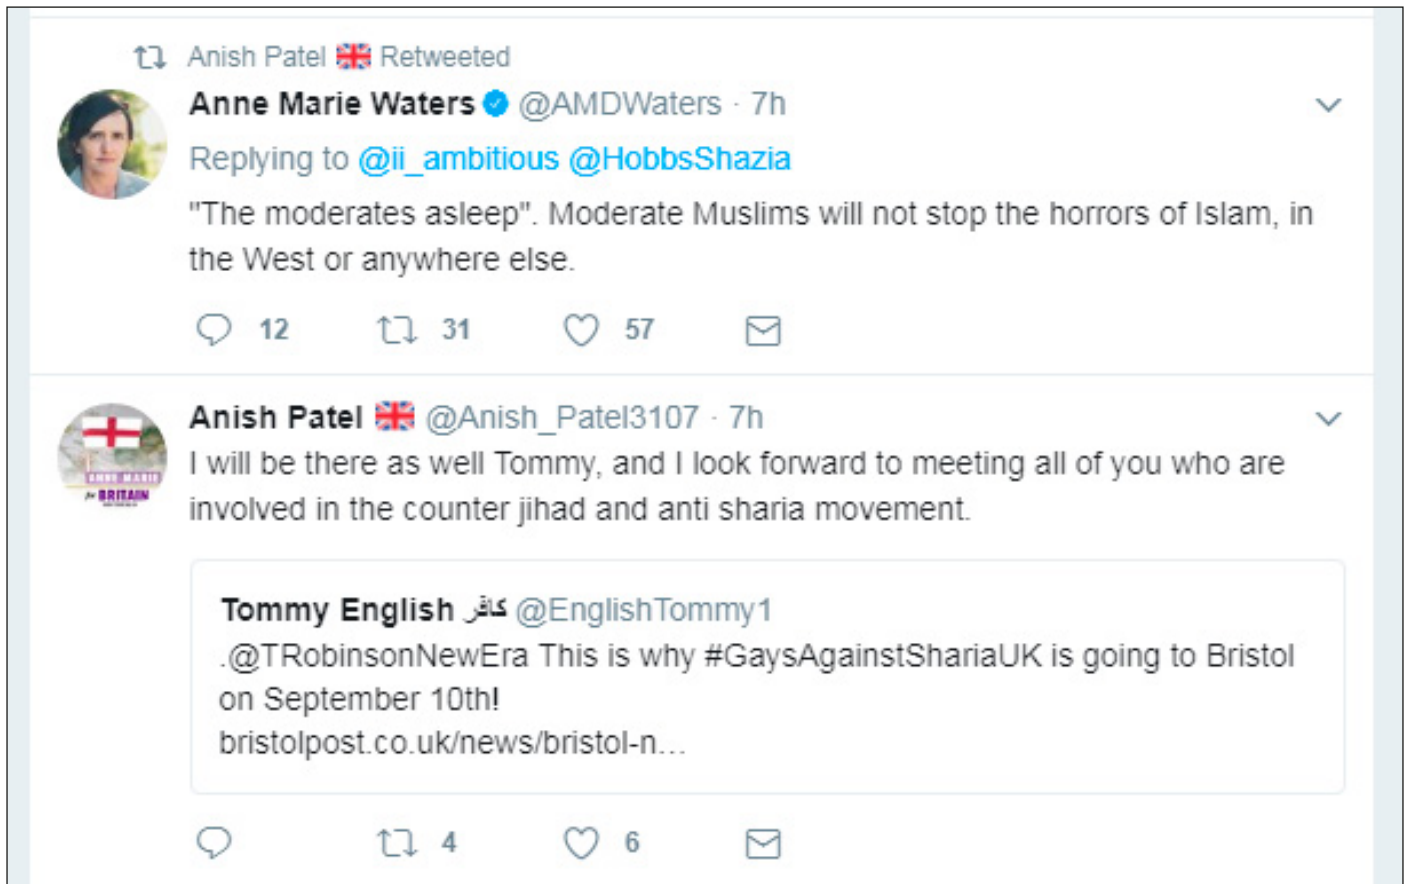 Anish Patel Retweeted
Anne Marie Waters @AMDWaters · 7h
Replying to @ii_ambitious @HobbsShazia
"The moderates asleep". Moderate Muslims will not stop the horrors of Islam, in
the West or anywhere else.
12 31 57
Anish Patel @Anish_Patel3107 · 7h
ANNE MARIE
for BRITAIN
I will be there as well Tommy, and I look forward to meeting all of you who are
involved in the counter jihad and anti sharia movement.
Tommy English كافر @EnglishTommy1
.@TRobinsonNewEra This is why #GaysAgainstShariaUK is going to Bristol
on September 10th!
bristolpost.co.uk/news/bristol-n…
4 6